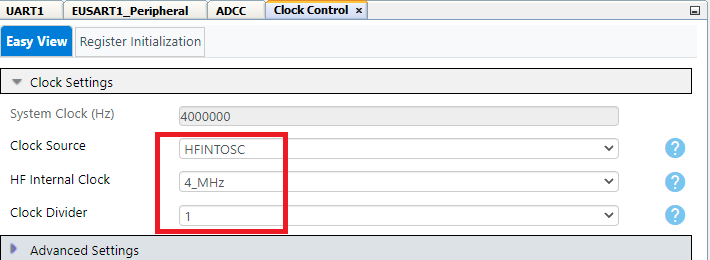 UART1 EUSART1_Peripheral ADCC Clock Control ×
Easy View Register Initialization
Clock Settings
System Clock (Hz) 4000000
Clock Source HFINTOSC ?
HF Internal Clock 4_MHz ?
Clock Divider 1 ?
Advanced Settings